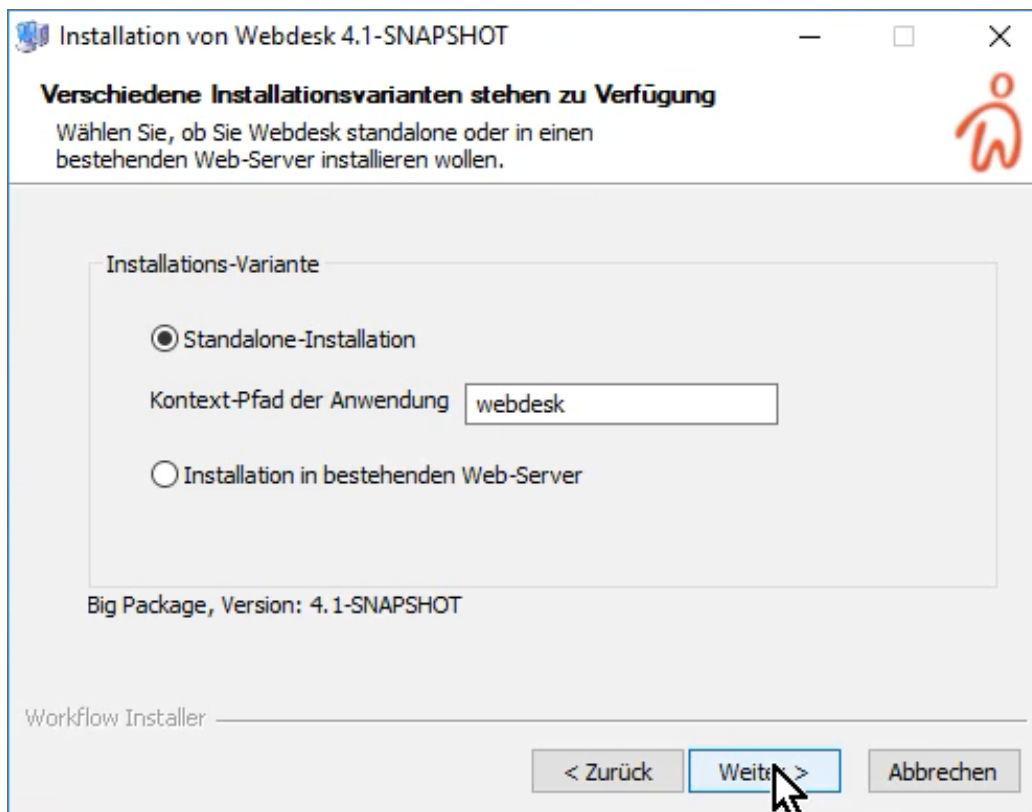 Installation von Webdesk 4.1-SNAPSHOT
Verschiedene Installationsvarianten stehen zu Verfügung
Wählen Sie, ob Sie Webdesk standalone oder in einen
bestehenden Web-Server installieren wollen.
Installations-Variante
Standalone-Installation
Kontext-Pfad der Anwendung webdesk
Installation in bestehenden Web-Server
Big Package, Version: 4.1-SNAPSHOT
Workflow Installer
< Zurück Weiter > Abbrechen